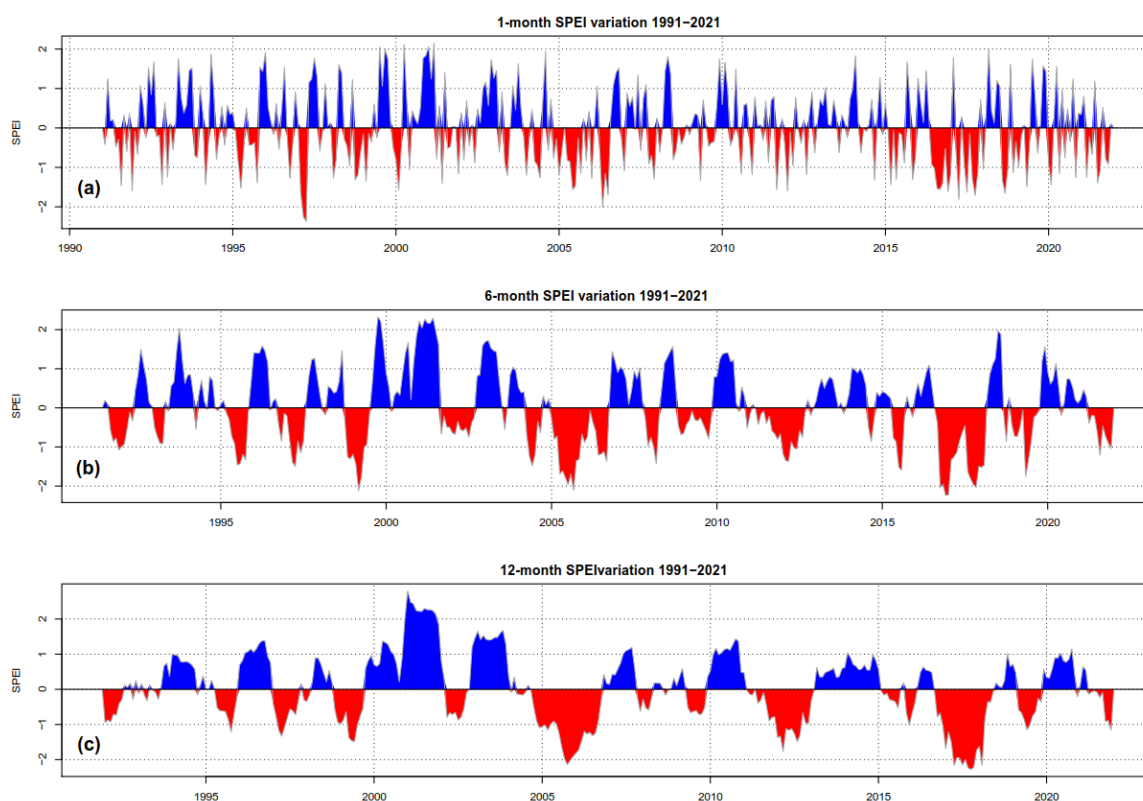 1-month SPEI variation 1991−2021
SPEI
2
1
0
−1
−2
(a)
1990 1995 2000 2005 2010 2015 2020
6-month SPEI variation 1991−2021
SPEI
2
1
0
−1
−2
(b)
1995 2000 2005 2010 2015 2020
12-month SPEIvariation 1991−2021
SPEI
2
1
0
−1
−2
(c)
1995 2000 2005 2010 2015 2020